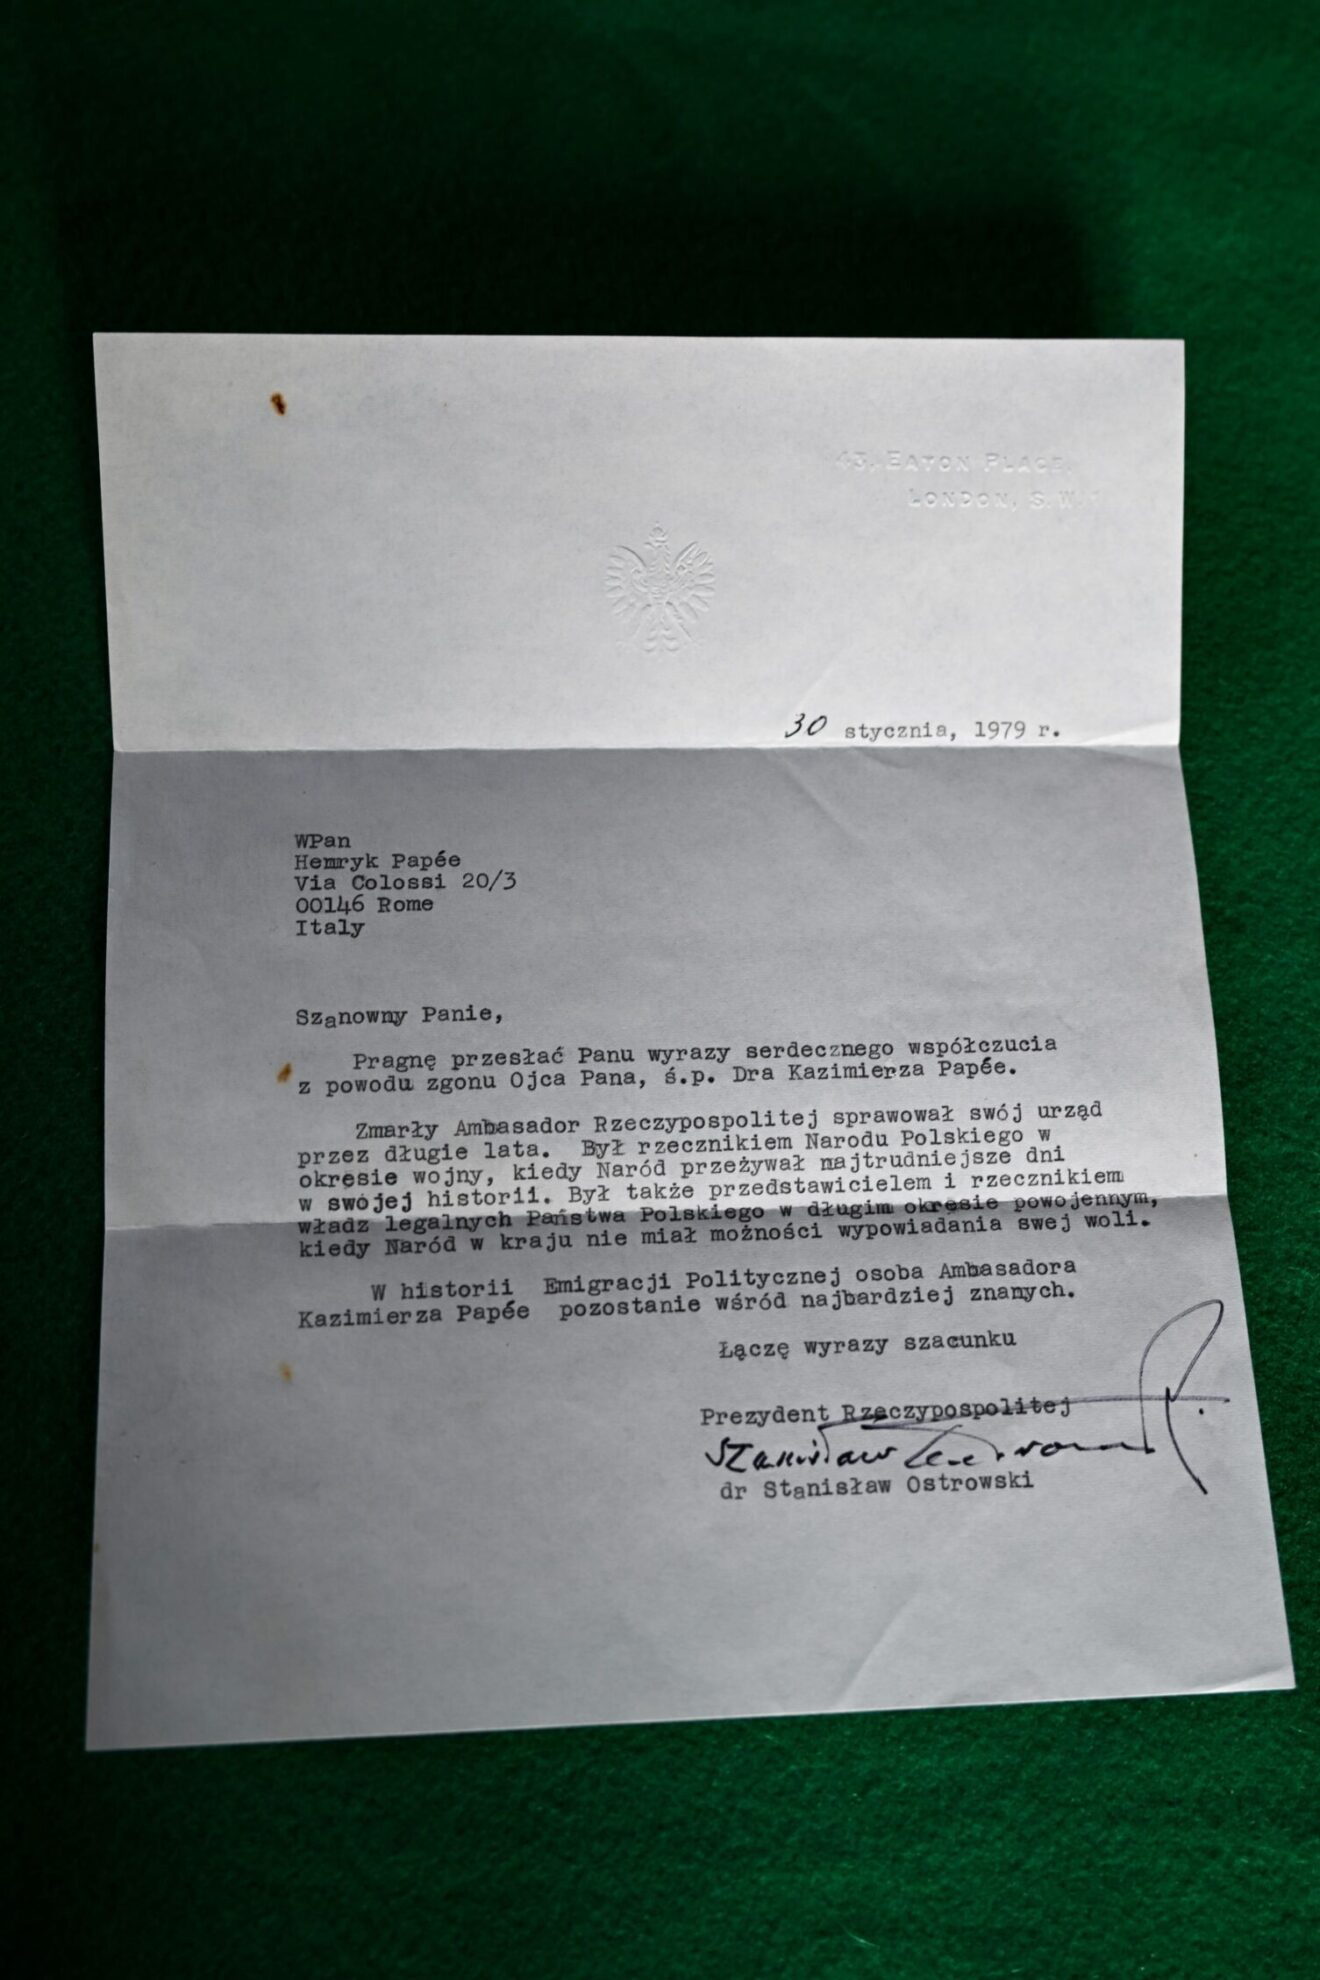 43, EATON PLACE,
LONDON, S.W.
30 stycznia, 1979 r.
WPan
Hemryk Papée
Via Colossi 20/3
00146 Rome
Italy
Szanowny Panie,
Pragnę przesłać Panu wyrazy serdecznego współczucia
z powodu zgonu Ojca Pana, ś.p. Dra Kazimierza Papée.
Zmarły Ambasador Rzeczypospolitej sprawował swój urząd
przez długie lata. Był rzecznikiem Narodu Polskiego w
okresie wojny, kiedy Naród przeżywał najtrudniejsze dni
w swojej historii. Był także przedstawicielem i rzecznikiem
władz legalnych Państwa Polskiego w długim okresie powojennym,
kiedy Naród w kraju nie miał możności wypowiadania swej woli.
W historii Emigracji Politycznej osoba Ambasadora
Kazimierza Papée pozostanie wśród najbardziej znanych.
Łączę wyrazy szacunku
Prezydent Rzeczypospolitej
Stanisław
dr Stanisław Ostrowski